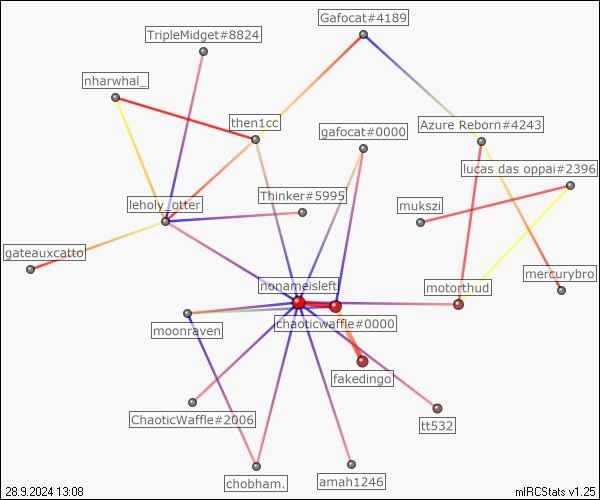 Gafocat#4189
TripleMidget#8824
nharwhal_
then1cc
gafocat#0000
Azure Reborn#4243
lucas das oppai#2396
Thinker#5995
leholy_otter
mukszi
gateauxcatto
nonameisleft
motorthud
mercurybro
chaoticwaffle#0000
moonraven
fakedingo
ChaoticWaffle#2006
tt532
chobham.
amah1246
28.9.2024 13:08
mIRCStats v1.25